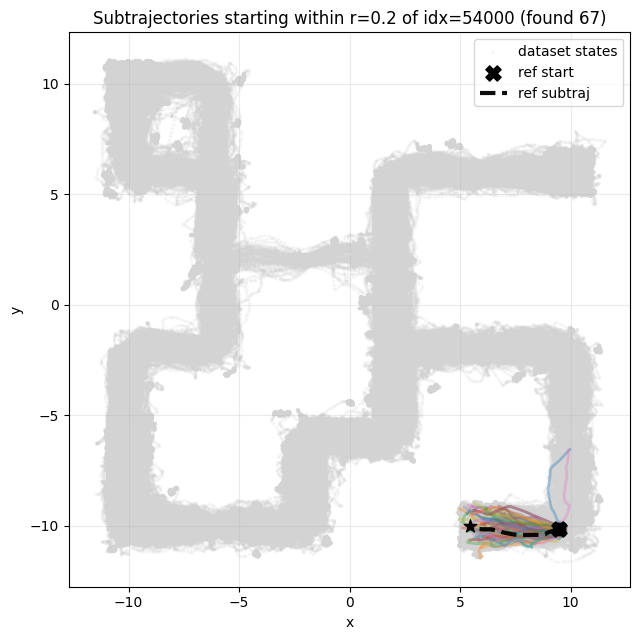 Subtrajectories starting within r=0.2 of idx=54000 (found 67)
dataset states
ref start
ref subtraj
10
5
0
−5
−10
y
−10
−5
0
5
10
x